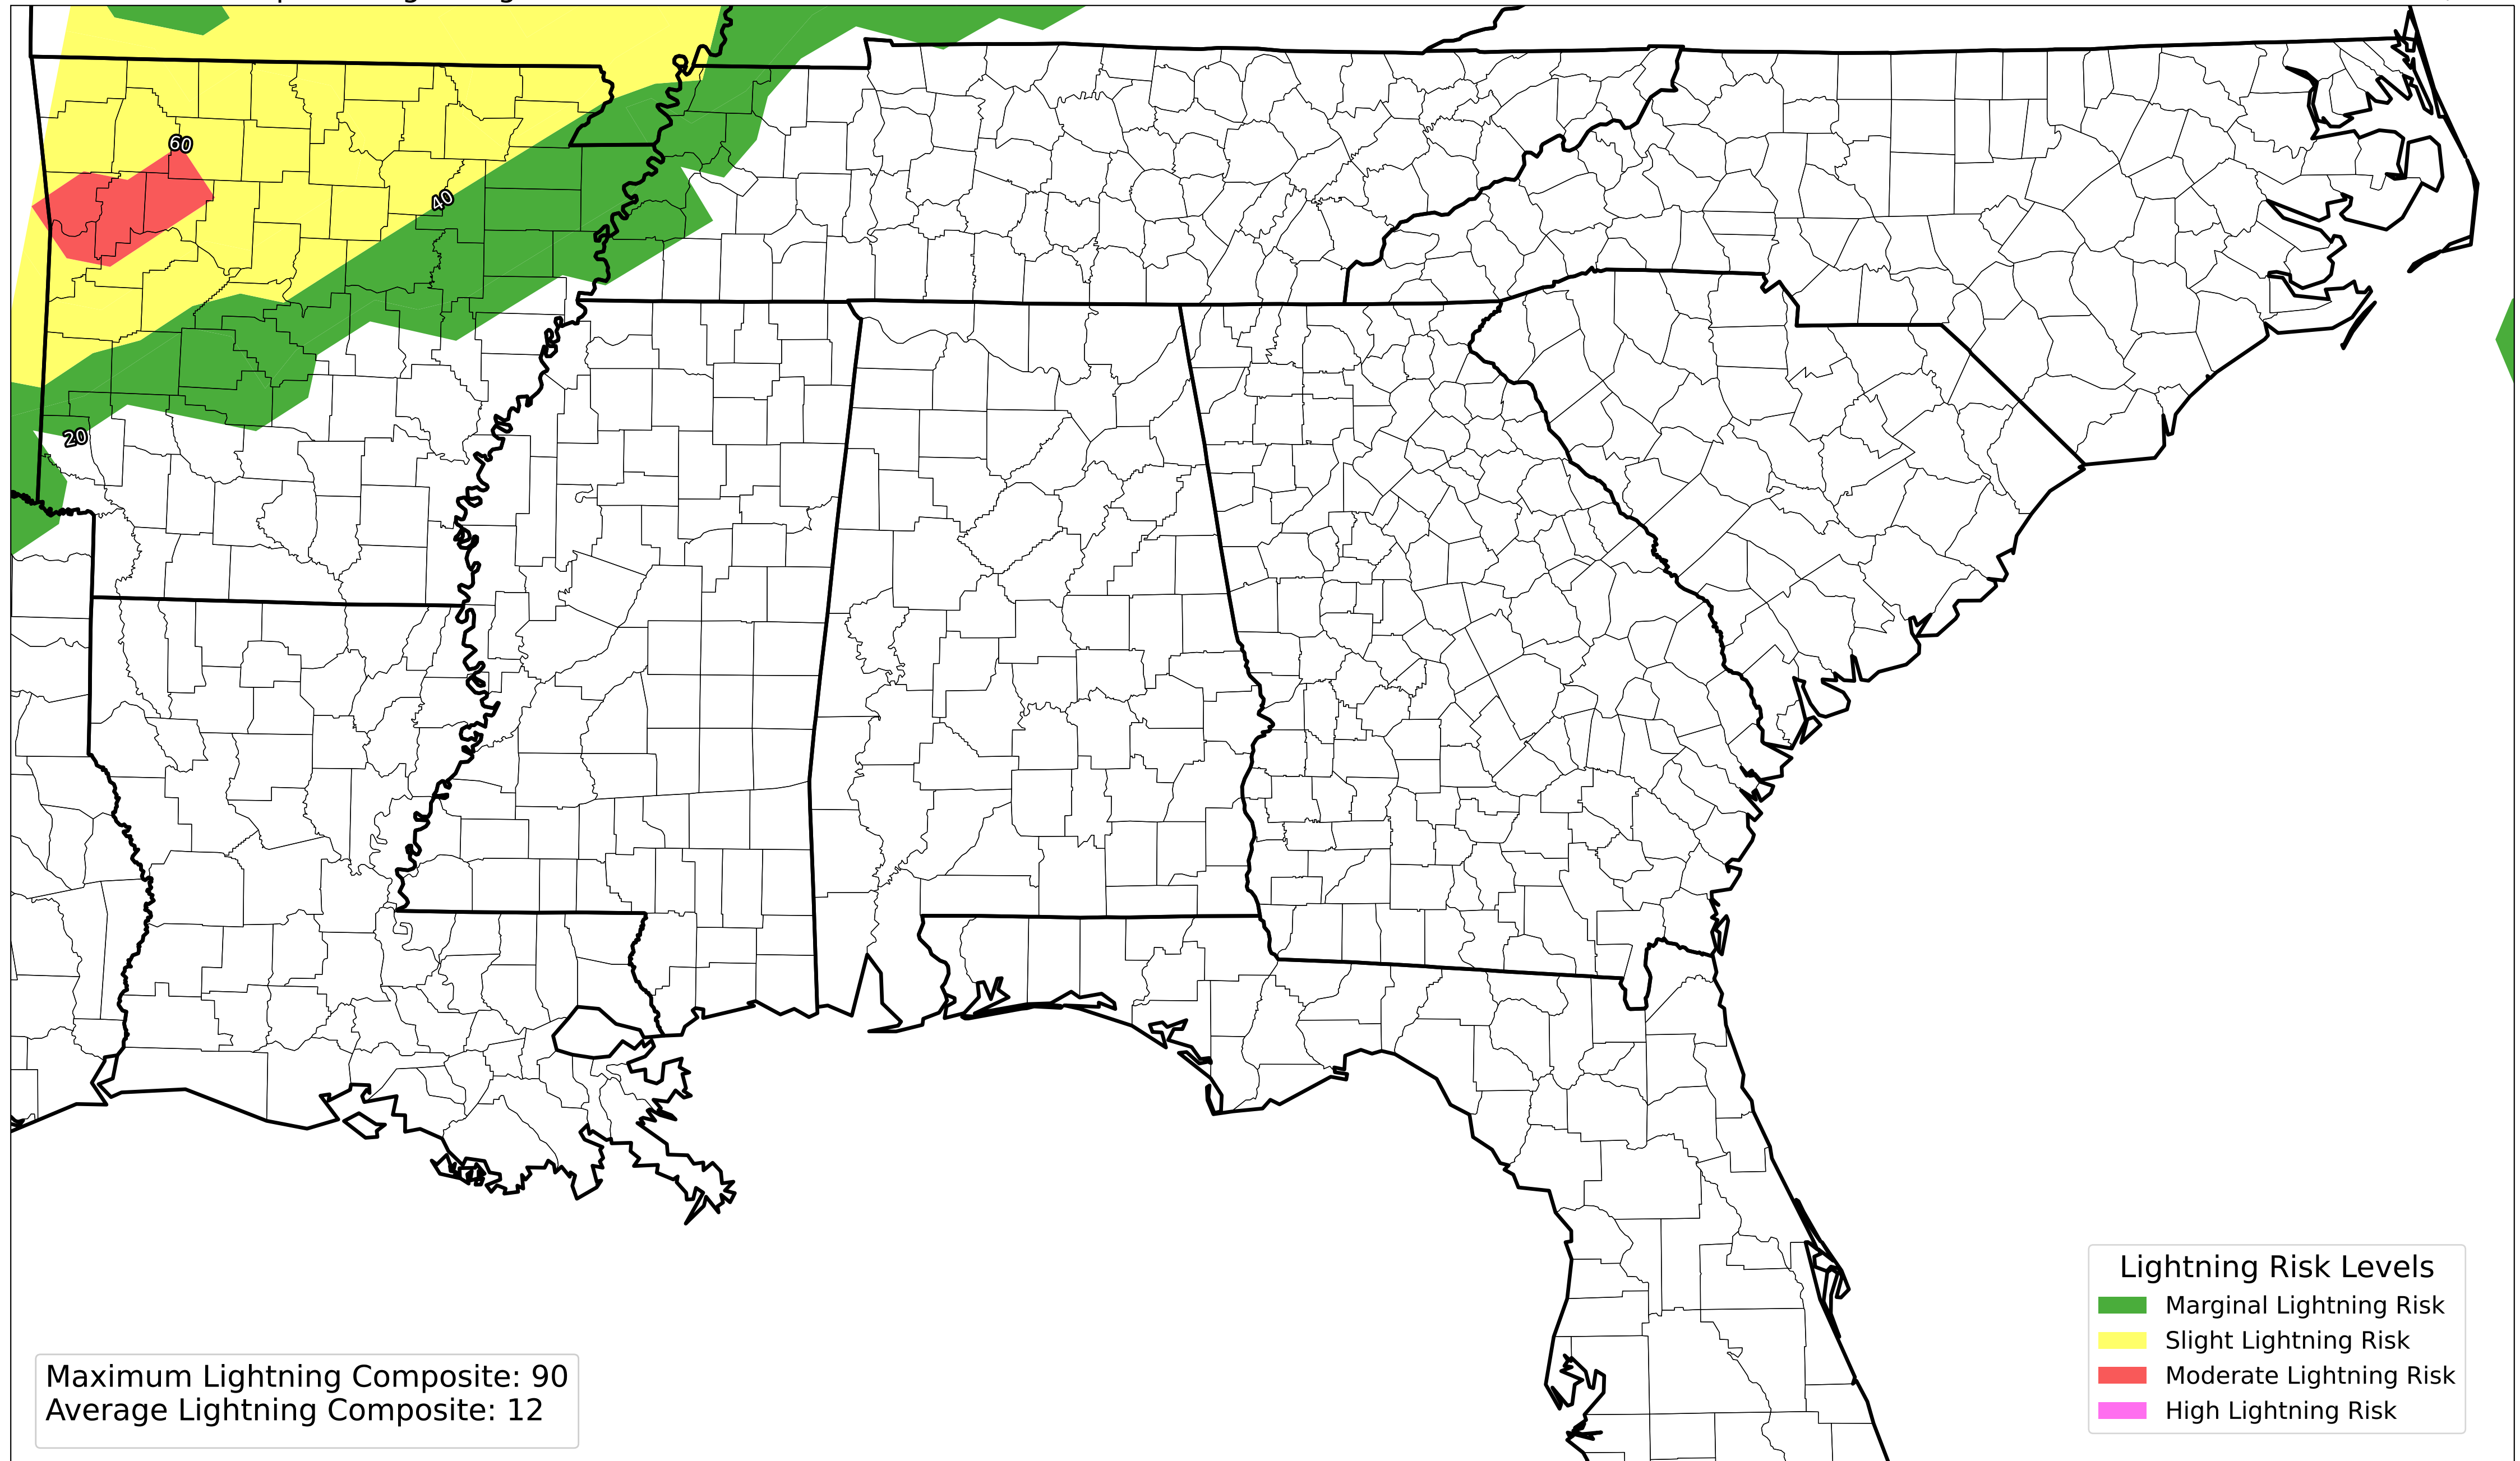 60
40
20
Lightning Risk Levels
Marginal Lightning Risk
Slight Lightning Risk
Moderate Lightning Risk
High Lightning Risk
Maximum Lightning Composite: 90
Average Lightning Composite: 12